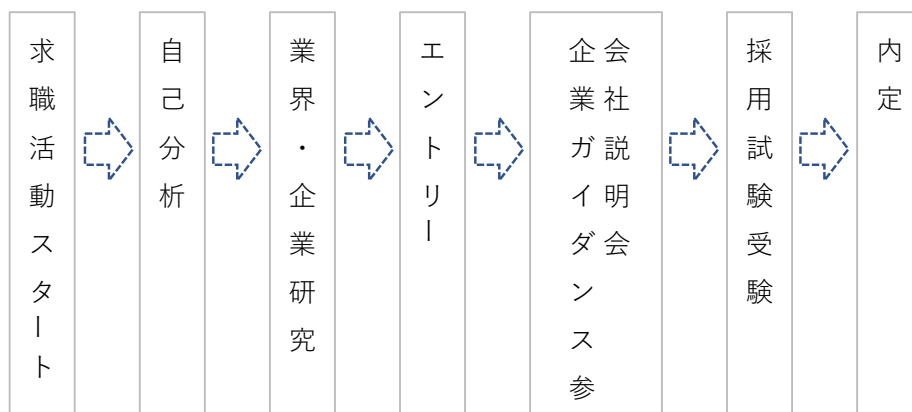 求職活動スタート
自己分析
業界・企業研究
エントリー
会社説明会
企業ガイダンス参
採用試験受験
内定